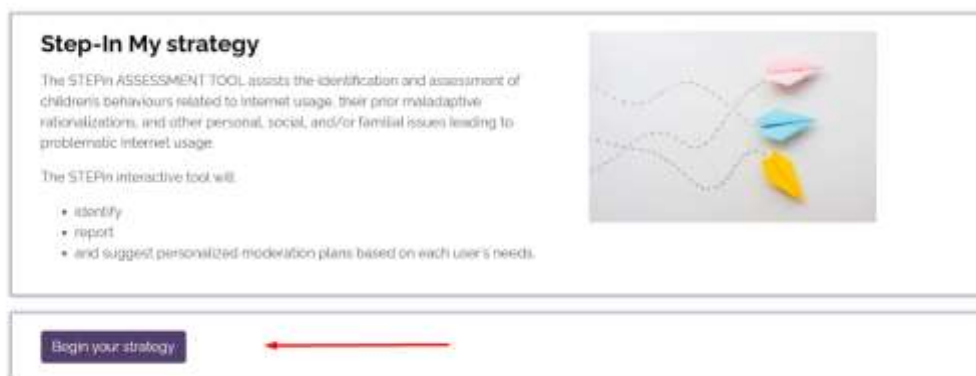 Step-In My strategy
The STEPin ASSESSMENT TOOL assists the identification and assessment of
children's behaviours related to Internet usage, their prior maladaptive
rationalizations, and other personal, social, and/or familial issues leading to
problematic Internet usage.
The STEPin interactive tool will:
• identify
• report
• and suggest personalized moderation plans based on each user's needs.
Begin your strategy